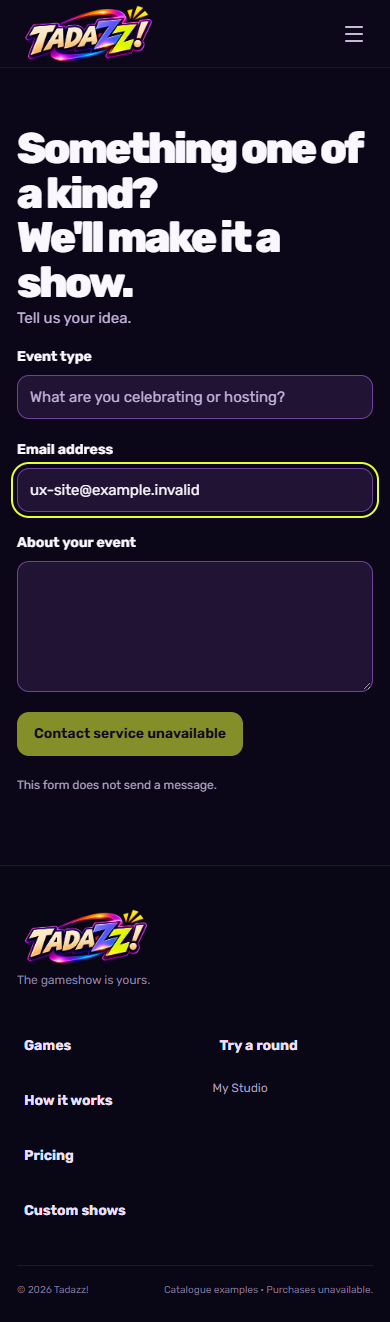 TADAZZ!
Something one of
a kind?
We'll make it a
show.
Tell us your idea.
Event type
What are you celebrating or hosting?
Email address
ux-site@example.invalid
About your event
Contact service unavailable
This form does not send a message.
TADAZZ!
The gameshow is yours.
Games
Try a round
My Studio
How it works
Pricing
Custom shows
© 2026 Tadazz!
Catalogue examples • Purchases unavailable.